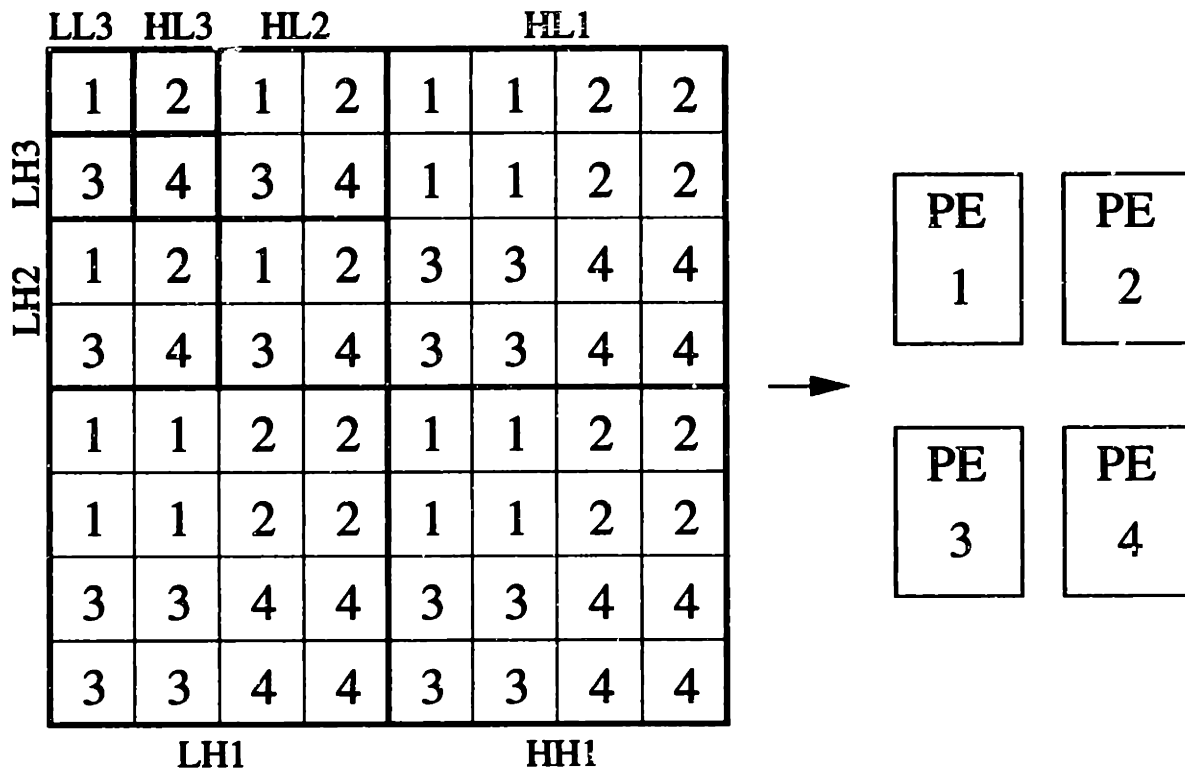 LL3 HL3 HL2 HL1
1 2 1 2 1 1 2 2
LH3
3 4 3 4 1 1 2 2
LH2
1 2 1 2 3 3 4 4
3 4 3 4 3 3 4 4
1 1 2 2 1 1 2 2
1 1 2 2 1 1 2 2
3 3 4 4 3 3 4 4
3 3 4 4 3 3 4 4
LH1 HH1
PE
1
PE
2
PE
3
PE
4